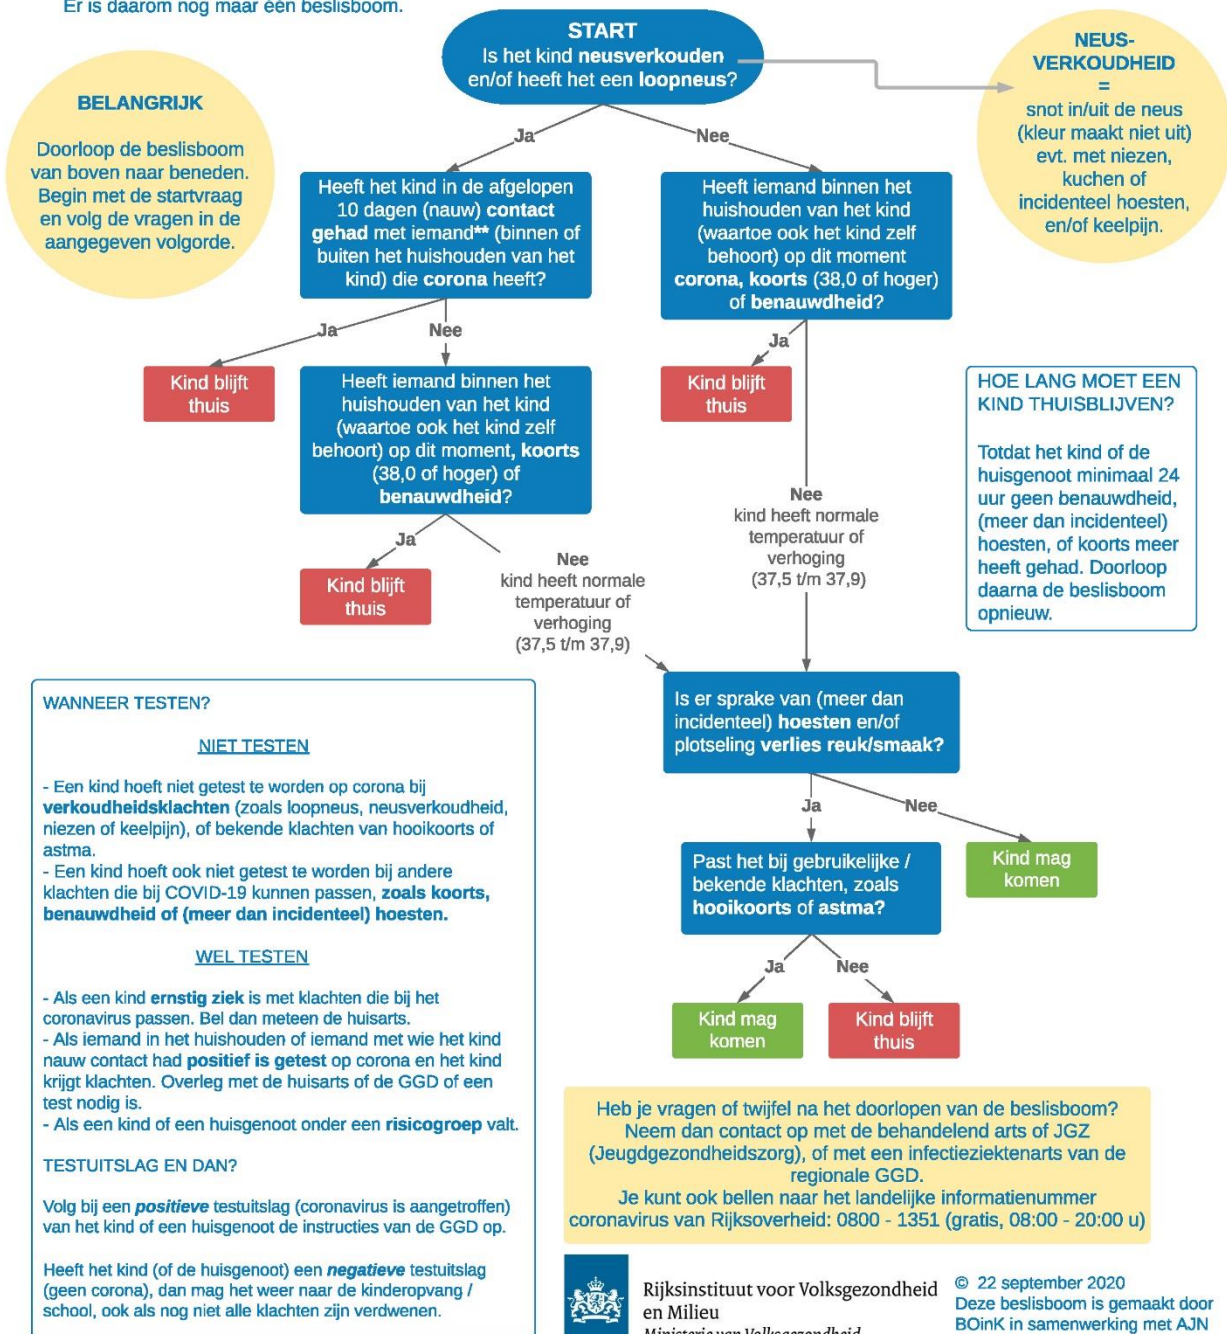 Er is daarom nog maar één beslisboom.
START
Is het kind neusverkouden
en/of heeft het een loopneus?
NEUS-
VERKOUDHEID
=
snot in/uit de neus
(kleur maakt niet uit)
evt. met niezen,
kuchen of
incidenteel hoesten,
en/of keelpijn.
BELANGRIJK
Doorloop de beslisboom
van boven naar beneden.
Begin met de startvraag
en volg de vragen in de
aangegeven volgorde.
Ja
Nee
Heeft het kind in de afgelopen
10 dagen (nauw) contact
gehad met iemand** (binnen of
buiten het huishouden van het
kind) die corona heeft?
Heeft iemand binnen het
huishouden van het kind
(waartoe ook het kind zelf
behoort) op dit moment
corona, koorts (38,0 of hoger)
of benauwdheid?
Ja
Nee
Ja
Kind blijft
thuis
Heeft iemand binnen het
huishouden van het kind
(waartoe ook het kind zelf
behoort) op dit moment, koorts
(38,0 of hoger) of
benauwdheid?
Kind blijft
thuis
HOE LANG MOET EEN
KIND THUISBLIJVEN?
Totdat het kind of de
huisgenoot minimaal 24
uur geen benauwdheid,
(meer dan incidenteel)
hoesten, of koorts meer
heeft gehad. Doorloop
daarna de beslisboom
opnieuw.
Nee
kind heeft normale
temperatuur of
verhoging
(37,5 t/m 37,9)
Ja
Kind blijft
thuis
Nee
kind heeft normale
temperatuur of
verhoging
(37,5 t/m 37,9)
Is er sprake van (meer dan
incidenteel) hoesten en/of
plotseling verlies reuk/smaak?
Ja
Nee
Past het bij gebruikelijke /
bekende klachten, zoals
hooikoorts of astma?
Kind mag
komen
Ja
Nee
Kind mag
komen
Kind blijft
thuis
WANNEER TESTEN?
NIET TESTEN
- Een kind hoeft niet getest te worden op corona bij
verkoudheidsklachten (zoals loopneus, neusverkoudheid,
niezen of keelpijn), of bekende klachten van hooikoorts of
astma.
- Een kind hoeft ook niet getest te worden bij andere
klachten die bij COVID-19 kunnen passen, zoals koorts,
benauwdheid of (meer dan incidenteel) hoesten.
WEL TESTEN
- Als een kind ernstig ziek is met klachten die bij het
coronavirus passen. Bel dan meteen de huisarts.
- Als iemand in het huishouden of iemand met wie het kind
nauw contact had positief is getest op corona en het kind
krijgt klachten. Overleg met de huisarts of de GGD of een
test nodig is.
- Als een kind of een huisgenoot onder een risicogroep valt.
TESTUITSLAG EN DAN?
Volg bij een positieve testuitslag (coronavirus is aangetroffen)
van het kind of een huisgenoot de instructies van de GGD op.
Heeft het kind (of de huisgenoot) een negatieve testuitslag
(geen corona), dan mag het weer naar de kinderopvang /
school, ook als nog niet alle klachten zijn verdwenen.
Heb je vragen of twijfel na het doorlopen van de beslisboom?
Neem dan contact op met de behandelend arts of JGZ
(Jeugdgezondheidszorg), of met een infectieziektenarts van de
regionale GGD.
Je kunt ook bellen naar het landelijke informatienummer
coronavirus van Rijksoverheid: 0800 - 1351 (gratis, 08:00 - 20:00 u)
Rijksinstituut voor Volksgezondheid
en Milieu
Ministerie van Volksgezondheid
© 22 september 2020
Deze beslisboom is gemaakt door
BOinK in samenwerking met AJN